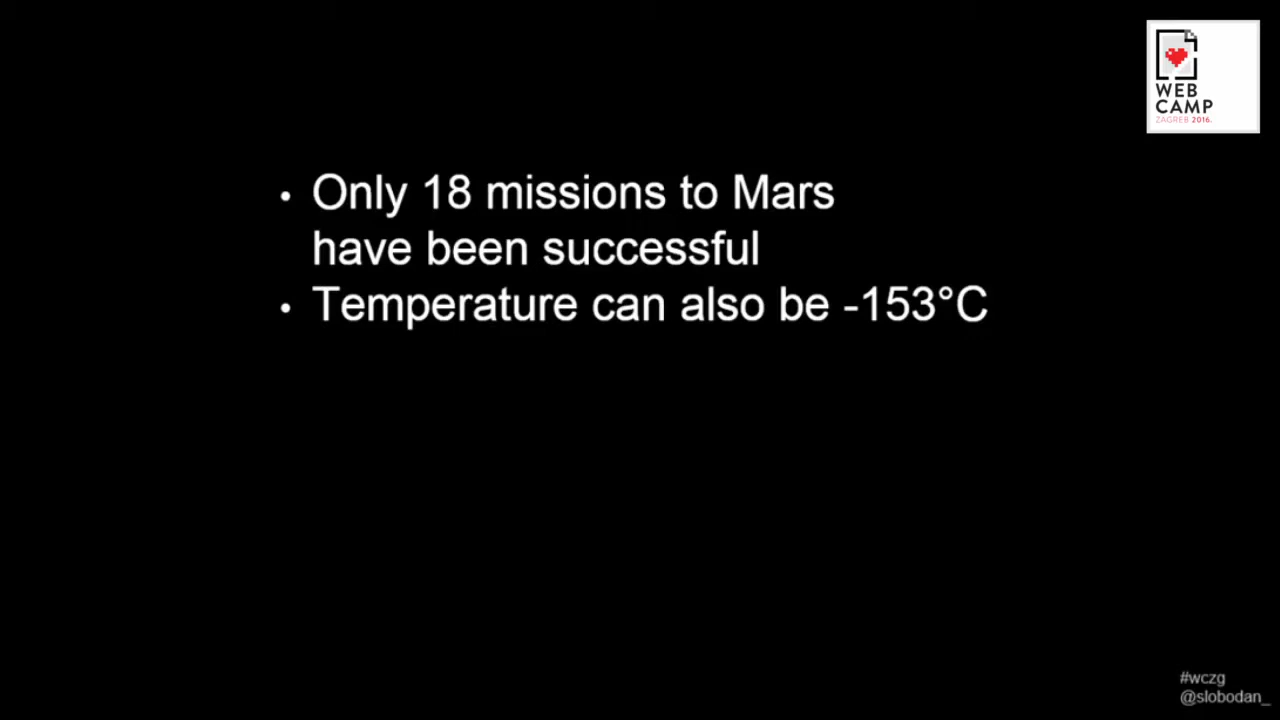 WEB
CAMP
ZAGREB 2016.
• Only 18 missions to Mars
have been successful
• Temperature can also be -153°C
#wczg
@slobodan_